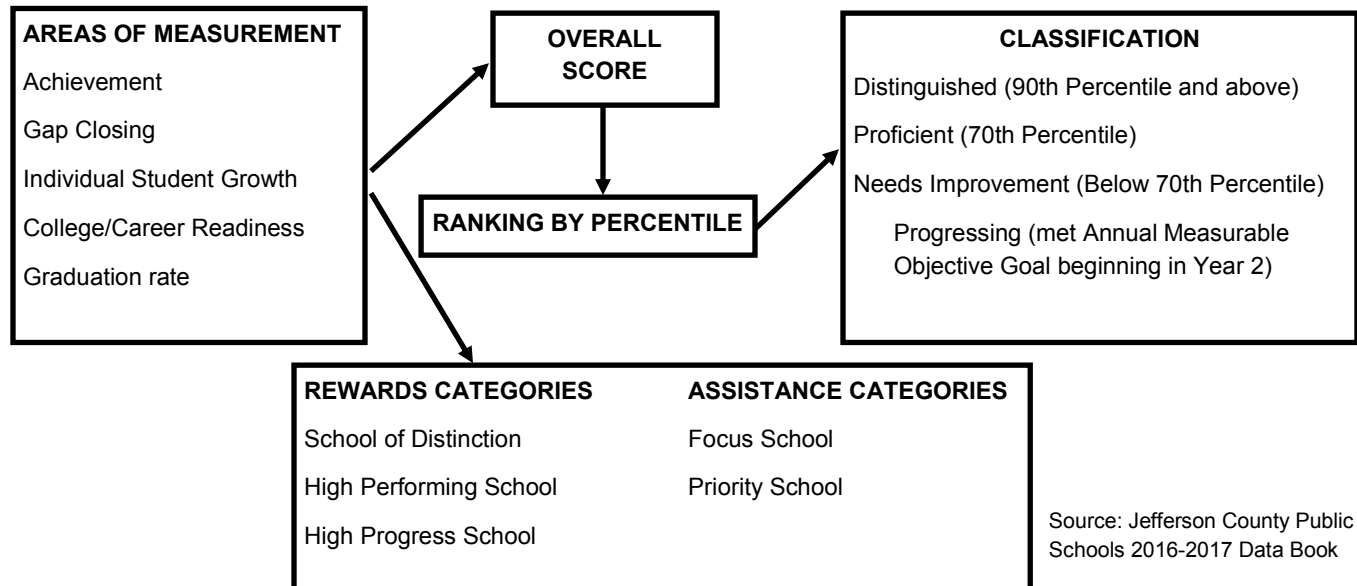 AREAS OF MEASUREMENT
Achievement
Gap Closing
Individual Student Growth
College/Career Readiness
Graduation rate
OVERALL
SCORE
RANKING BY PERCENTILE
CLASSIFICATION
Distinguished (90th Percentile and above)
Proficient (70th Percentile)
Needs Improvement (Below 70th Percentile)
Progressing (met Annual Measurable
Objective Goal beginning in Year 2)
REWARDS CATEGORIES
School of Distinction
High Performing School
High Progress School
ASSISTANCE CATEGORIES
Focus School
Priority School
Source: Jefferson County Public
Schools 2016-2017 Data Book